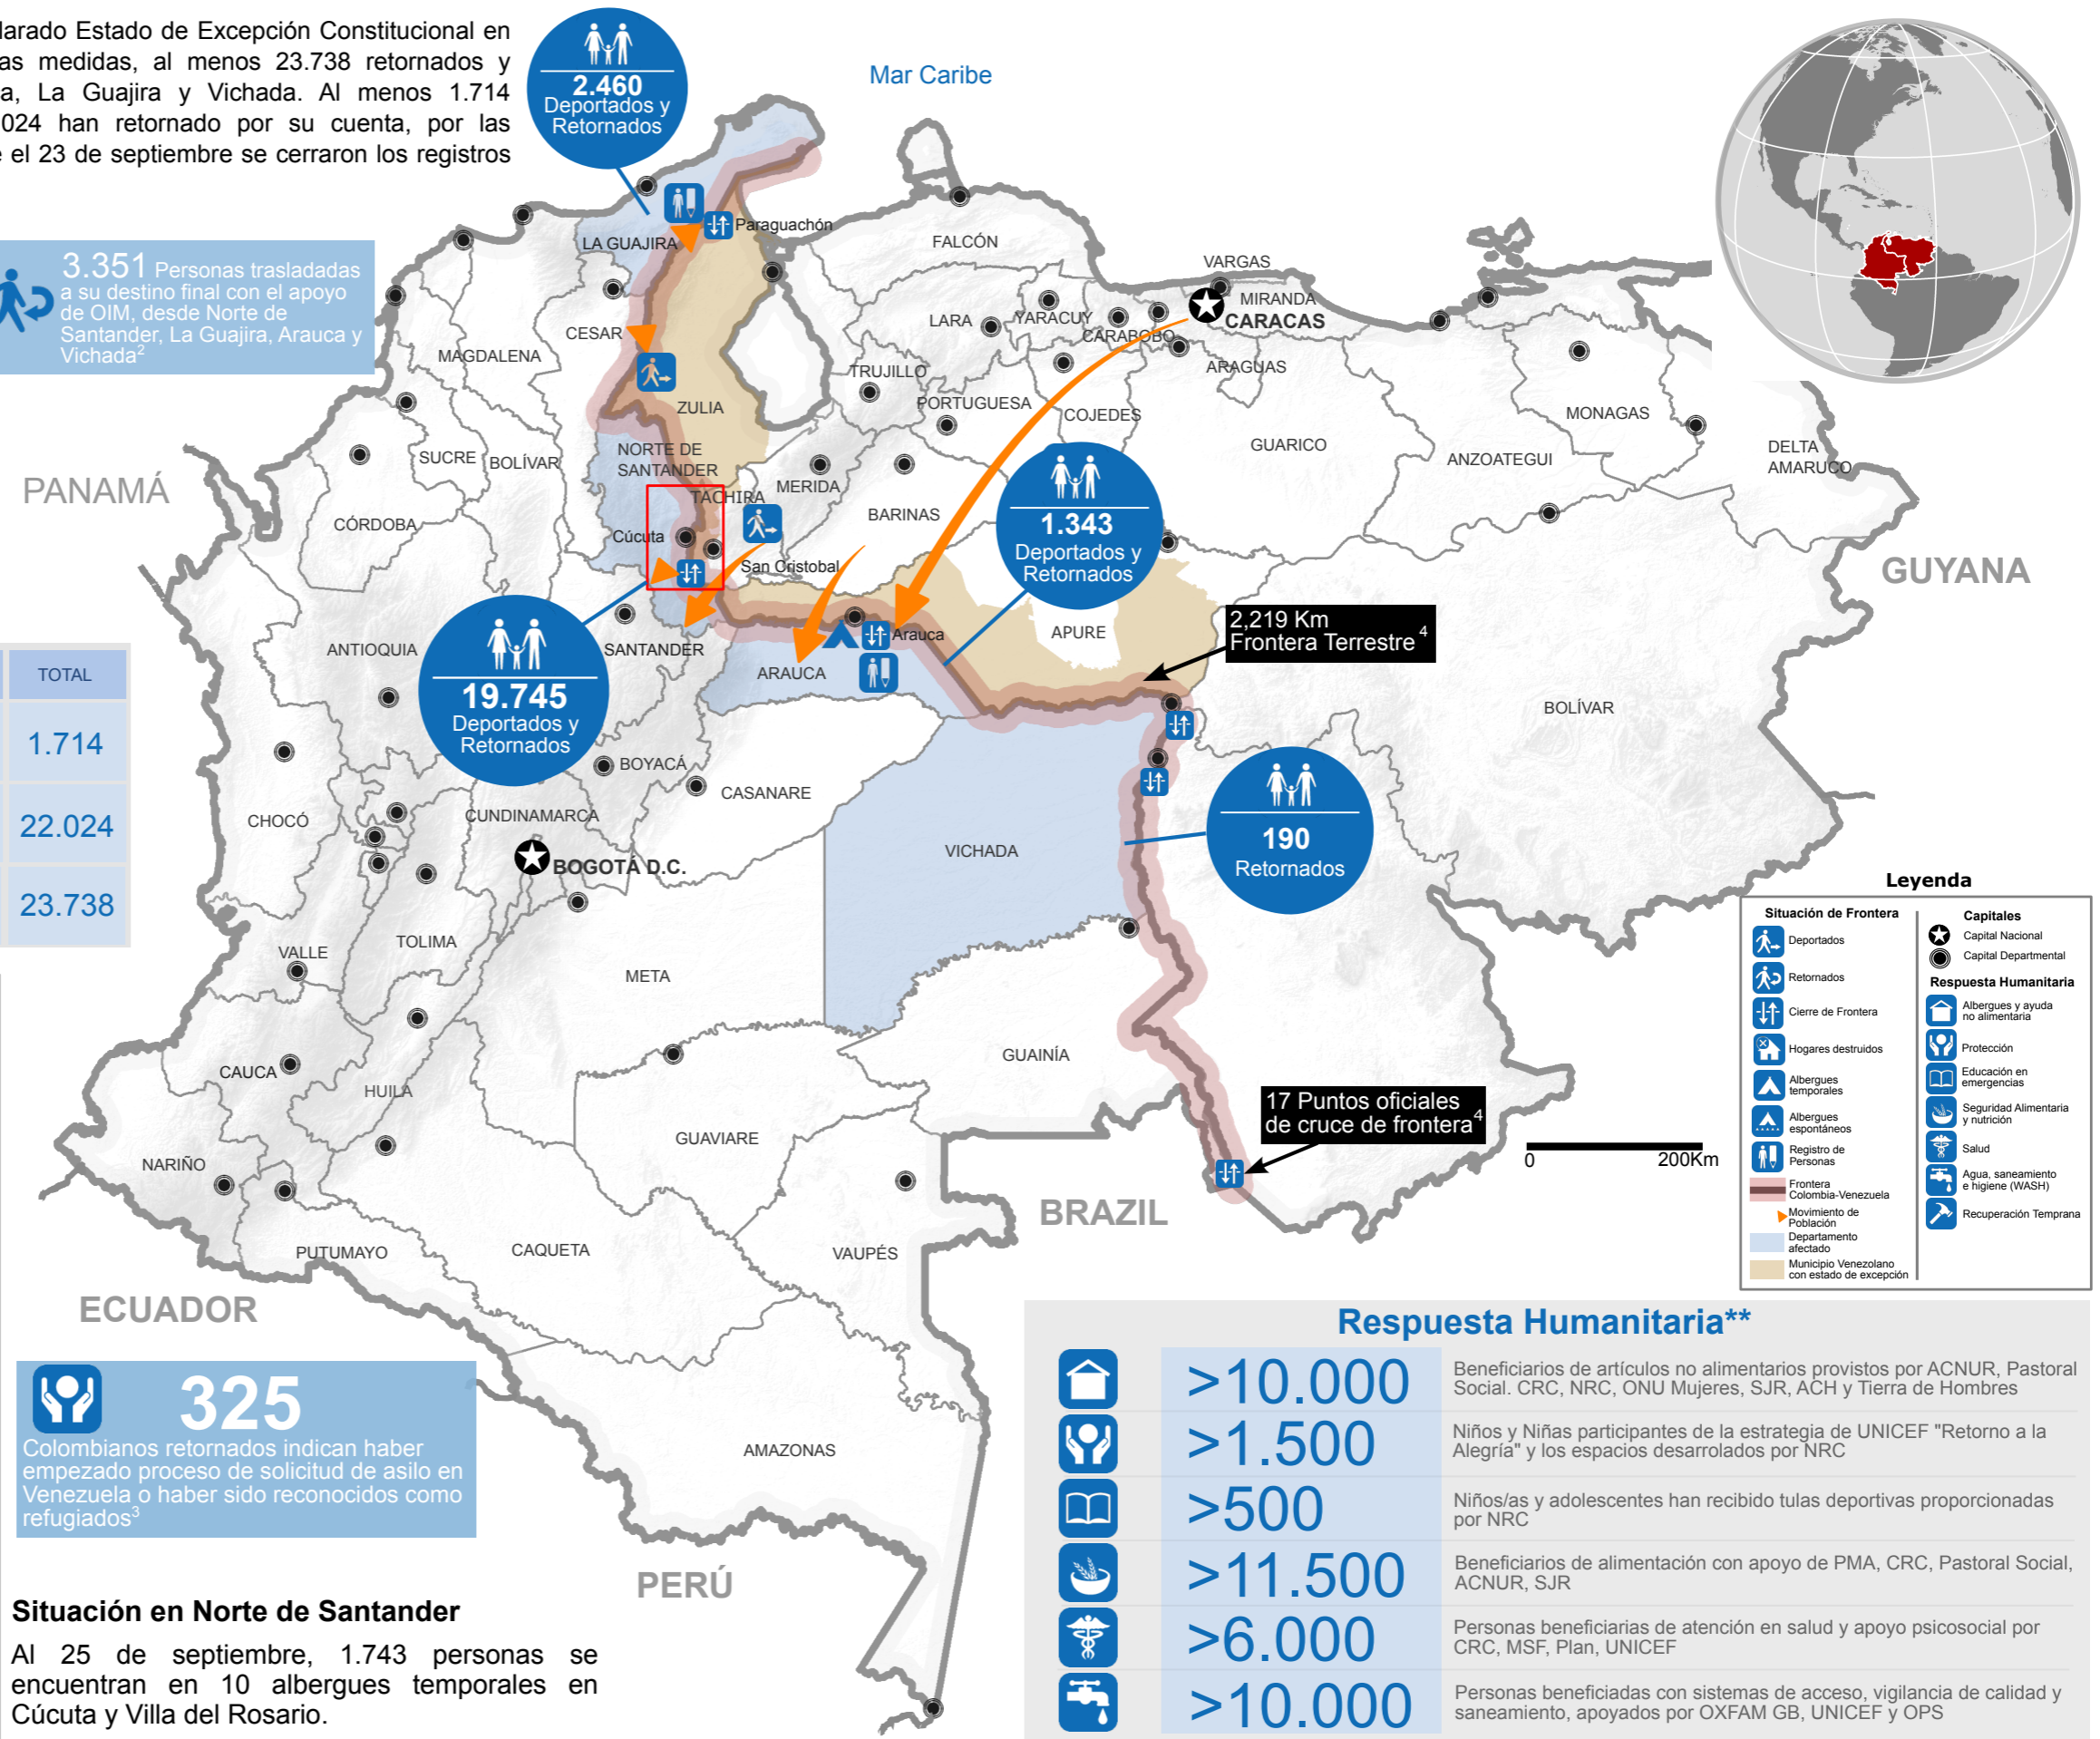 larado Estado de Excepción Constitucional en
as medidas, al menos 23.738 retornados y
a, La Guajira y Vichada. Al menos 1.714
024 han retornado por su cuenta, por las
e el 23 de septiembre se cerraron los registros
2.460
Deportados y
Retornados
Mar Caribe
3.351 Personas trasladadas
a su destino final con el apoyo
de OIM, desde Norte de
Santander, La Guajira, Arauca y
Vichada2
LA GUAJIRA
Paraguachón
FALCÓN
VARGAS
MIRANDA
CARACAS
LARA
YARACUY
CARABOBO
ARAGUAS
CESAR
MAGDALENA
TRUJILLO
ZULIA
PORTUGUESA
COJEDES
MONAGAS
GUARICO
ANZOATEGUI
DELTA
AMARUCO
SUCRE
BOLÍVAR
NORTE DE
SANTANDER
TACHIRA
MERIDA
BARINAS
PANAMÁ
CÓRDOBA
Cúcuta
San Cristobal
1.343
Deportados y
Retornados
GUYANA
2,219 Km
Frontera Terrestre 4
APURE
Arauca
ANTIOQUIA
SANTANDER
ARAUCA
19.745
Deportados y
Retornados
TOTAL
1.714
22.024
23.738
BOLÍVAR
BOYACÁ
CASANARE
CHOCÓ
CUNDINAMARCA
BOGOTÁ D.C.
VICHADA
190
Retornados
VALLE
TOLIMA
META
GUAINÍA
CAUCA
HUILA
17 Puntos oficiales
de cruce de frontera4
0
200Km
GUAVIARE
NARIÑO
BRAZIL
PUTUMAYO
CAQUETA
VAUPÉS
ECUADOR
AMAZONAS
PERÚ
Leyenda
Situación de Frontera
Deportados
Retornados
Cierre de Frontera
Hogares destruidos
Albergues
temporales
Albergues
espontáneos
Registro de
Personas
Frontera
Colombia-Venezuela
Movimiento de
Población
Departamento
afectado
Municipio Venezolano
con estado de excepción
Capitales
Capital Nacional
Capital Departmental
Respuesta Humanitaria
Albergues y ayuda
no alimentaria
Protección
Educación en
emergencias
Seguridad Alimentaria
y nutrición
Salud
Agua, saneamiento
e higiene (WASH)
Recuperación Temprana
325
Colombianos retornados indican haber
empezado proceso de solicitud de asilo en
Venezuela o haber sido reconocidos como
refugiados3
Situación en Norte de Santander
Al 25 de septiembre, 1.743 personas se
encuentran en 10 albergues temporales en
Cúcuta y Villa del Rosario.
Respuesta Humanitaria**
>10.000
Beneficiarios de artículos no alimentarios provistos por ACNUR, Pastoral
Social. CRC, NRC, ONU Mujeres, SJR, ACH y Tierra de Hombres
>1.500
Niños y Niñas participantes de la estrategia de UNICEF "Retorno a la
Alegría" y los espacios desarrolados por NRC
>500
Niños/as y adolescentes han recibido tulas deportivas proporcionadas
por NRC
>11.500
Beneficiarios de alimentación con apoyo de PMA, CRC, Pastoral Social,
ACNUR, SJR
>6.000
Personas beneficiarias de atención en salud y apoyo psicosocial por
CRC, MSF, Plan, UNICEF
>10.000
Personas beneficiadas con sistemas de acceso, vigilancia de calidad y
saneamiento, apoyados por OXFAM GB, UNICEF y OPS